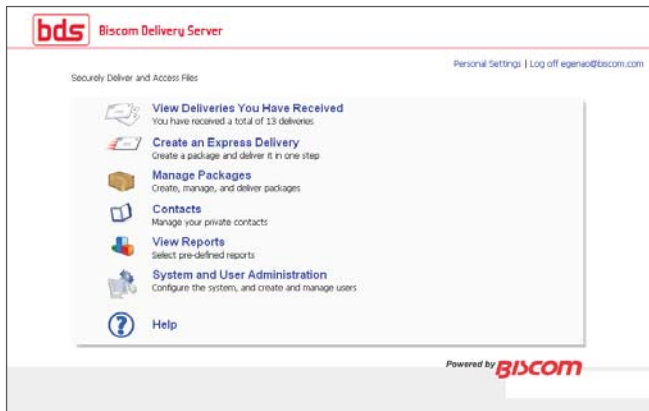 bds Biscom Delivery Server
Personal Settings | Log off egenao@biscom.com
Securely Deliver and Access Files
View Deliveries You Have Received
You have received a total of 13 deliveries
Create an Express Delivery
Create a package and deliver it in one step
Manage Packages
Create, manage, and deliver packages
Contacts
Manage your private contacts
View Reports
Select pre-defined reports
System and User Administration
Configure the system, and create and manage users
? Help
Powered by BISCOM